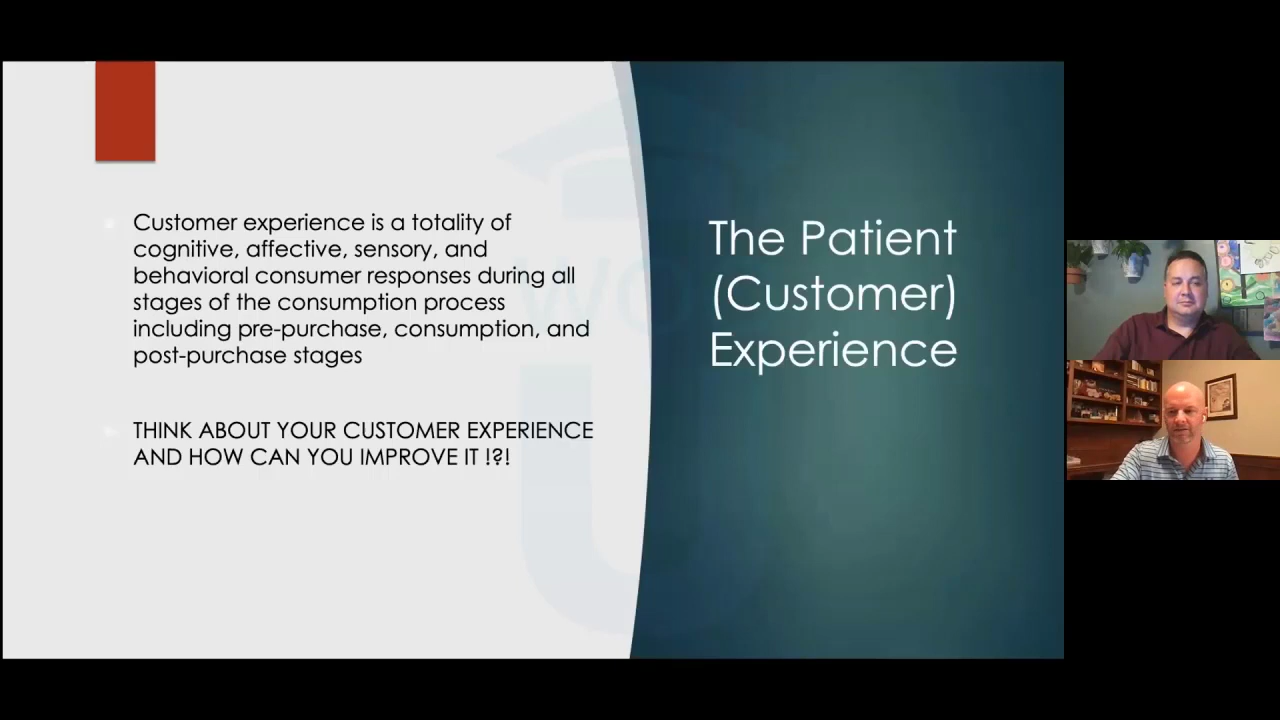 Customer experience is a totality of
cognitive, affective, sensory, and
behavioral consumer responses during all
stages of the consumption process
including pre-purchase, consumption, and
post-purchase stages
THINK ABOUT YOUR CUSTOMER EXPERIENCE
AND HOW CAN YOU IMPROVE IT !?!
The Patient
(Customer)
Experience